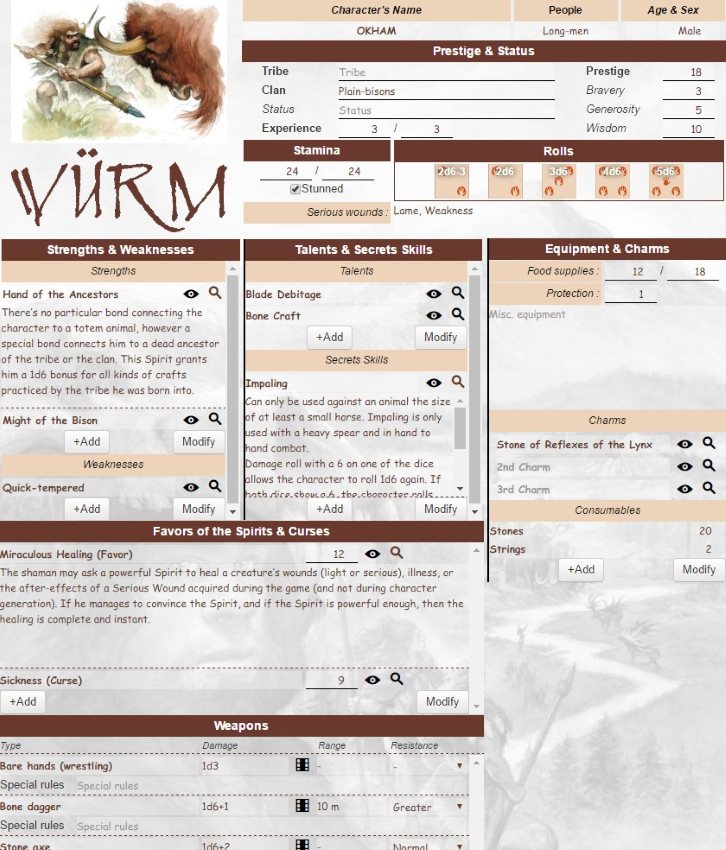 Character's Name People Age & Sex
OKHAM Long-men Male
Prestige & Status
Tribe Tribe Prestige 18
Clan Plain-bisons Bravery 3
Status Status Generosity 5
Experience 3 / 3 Wisdom 10
WÜRM
Stamina Rolls
24 / 24 2d6-3 2d6 3d6 4d6 5d6
Stunned
Serious wounds : Lame, Weakness
Strengths & Weaknesses
Strengths
Hand of the Ancestors
There's no particular bond connecting the
character to a totem animal, however a
special bond connects him to a dead ancestor
of the tribe or the clan. This Spirit grants
him a 1d6 bonus for all kinds of crafts
practiced by the tribe he was born into.
Might of the Bison
+Add Modify
Weaknesses
Quick-tempered
+Add Modify
Talents & Secrets Skills
Talents
Blade Debitage
Bone Craft
+Add Modify
Secrets Skills
Impaling
Can only be used against an animal the size
of at least a small horse. Impaling is only
used with a heavy spear and in hand to
hand combat.
Damage roll with a 6 on one of the dice
allows the character to roll 1d6 again. If
both dice show a 6, the character rolls
+Add Modify
Equipment & Charms
Food supplies : 12 / 18
Protection : 1
Misc. equipment
Charms
Stone of Reflexes of the Lynx
2nd Charm
3rd Charm
Consumables
Stones 20
Strings 2
+Add Modify
Favors of the Spirits & Curses
Miraculous Healing (Favor) 12
The shaman may ask a powerful Spirit to heal a creature's wounds (light or serious), illness, or
the after-effects of a Serious Wound acquired during the game (and not during character
generation). If he manages to convince the Spirit, and if the Spirit is powerful enough, then the
healing is complete and instant.
Sickness (Curse) 9
+Add Modify
Weapons
Type Damage Range Resistance
Bare hands (wrestling) 1d3 - -
Special rules Special rules
Bone dagger 1d6+1 10 m Greater
Special rules Special rules
Stone axe 1d6+2 - Normal